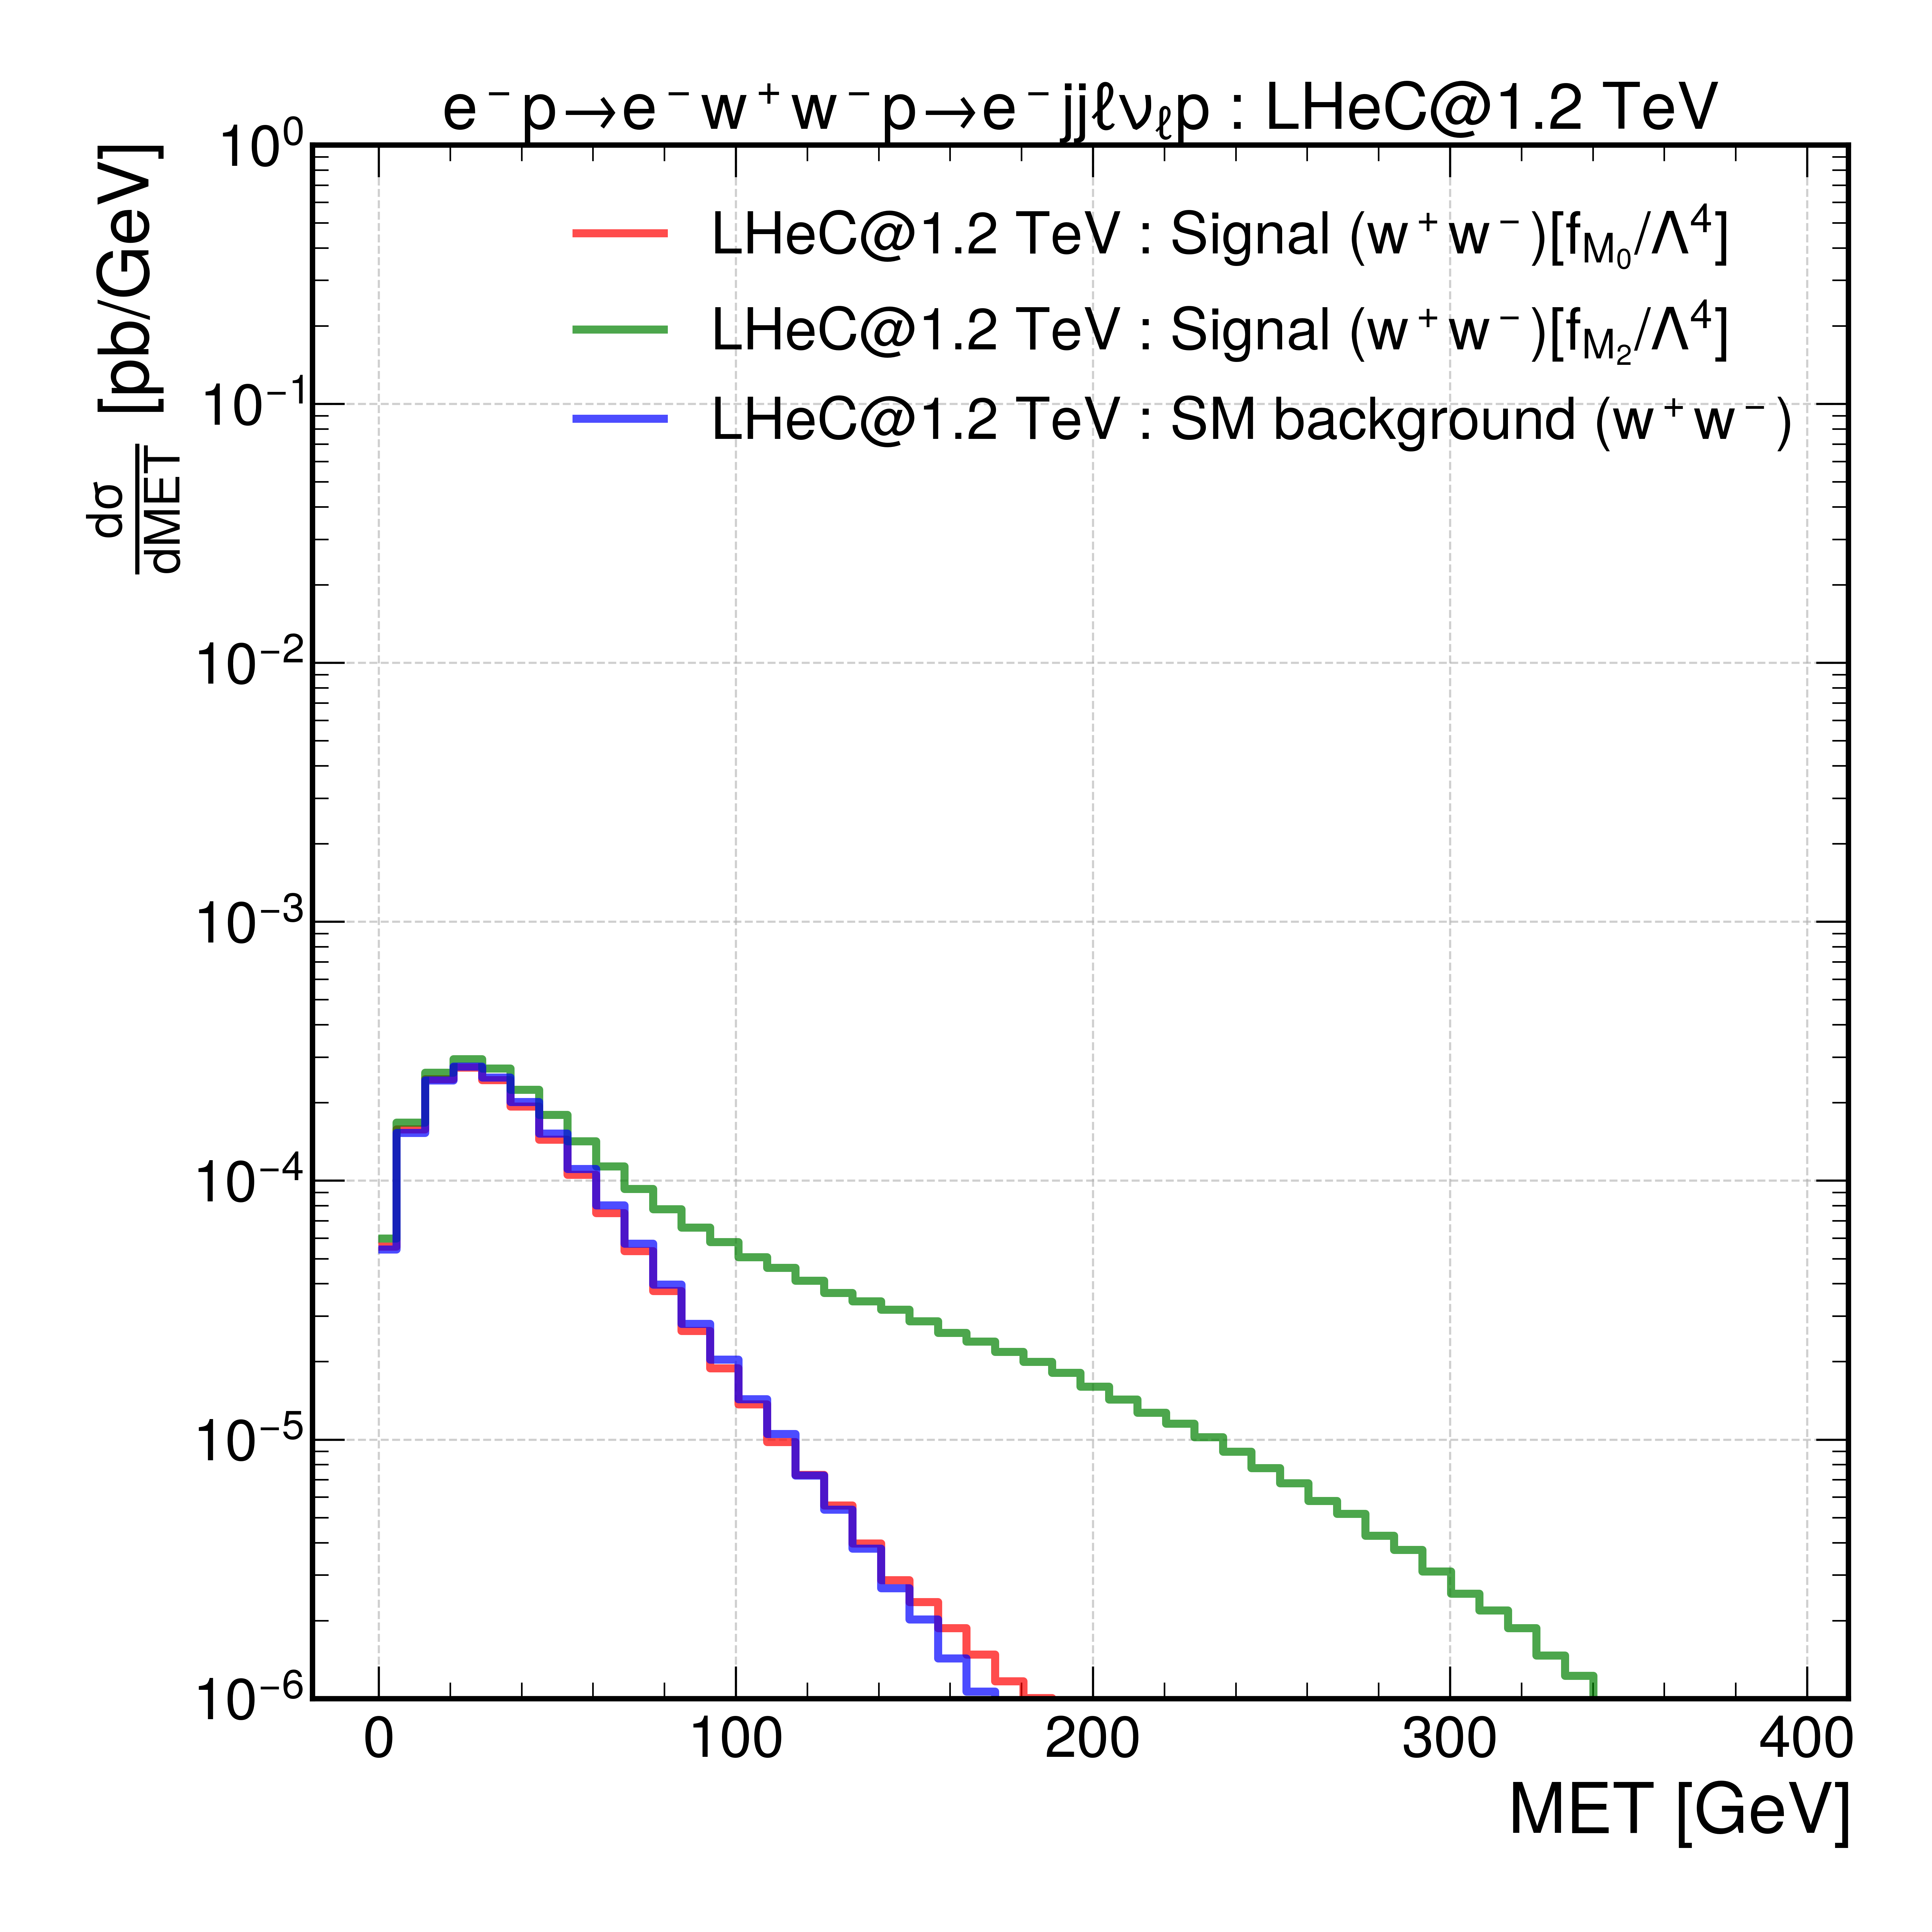 e⁻p→e⁻w⁺w⁻p→e⁻jjℓν_ℓp : LHeC@1.2 TeV
dσ/dMET [pb/GeV]
LHeC@1.2 TeV : Signal (w⁺w⁻)[f_M₀/Λ⁴]
LHeC@1.2 TeV : Signal (w⁺w⁻)[f_M₂/Λ⁴]
LHeC@1.2 TeV : SM background (w⁺w⁻)
10⁰
10⁻¹
10⁻²
10⁻³
10⁻⁴
10⁻⁵
10⁻⁶
0 100 200 300 400
MET [GeV]